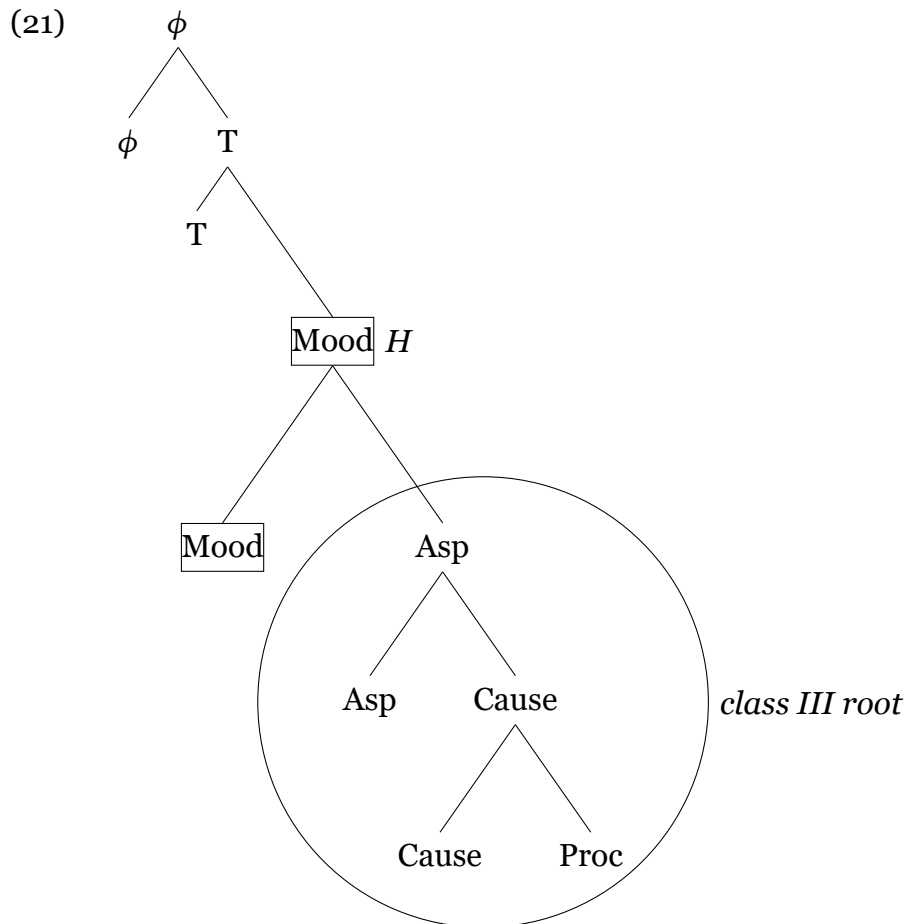 (21) ϕ
ϕ T
T
Mood H
Mood Asp
Asp Cause class III root
Cause Proc